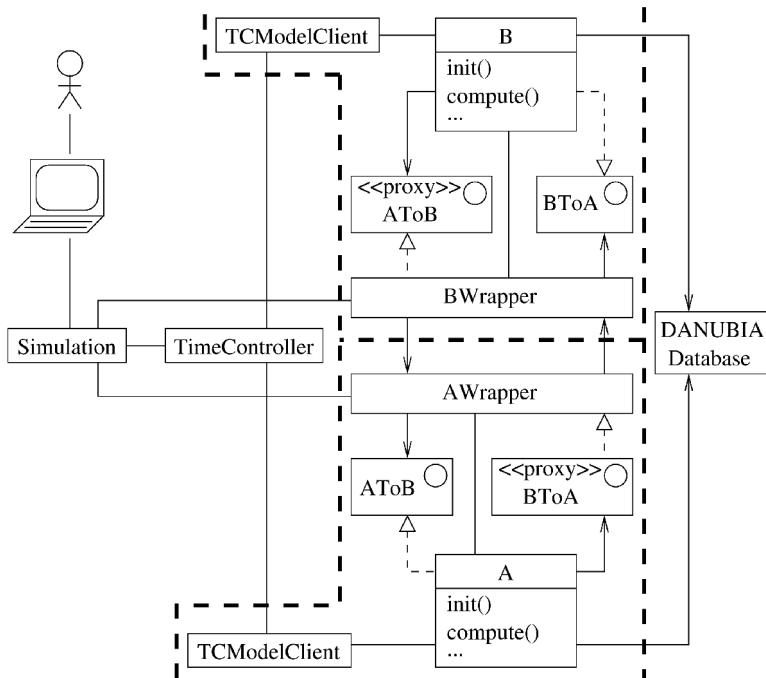 TCModelClient
B
init()
compute()
...
<<proxy>>
AToB
BToA
BWrapper
Simulation
TimeController
DANUBIA
Database
AWrapper
AToB
<<proxy>>
BToA
A
init()
compute()
...
TCModelClient